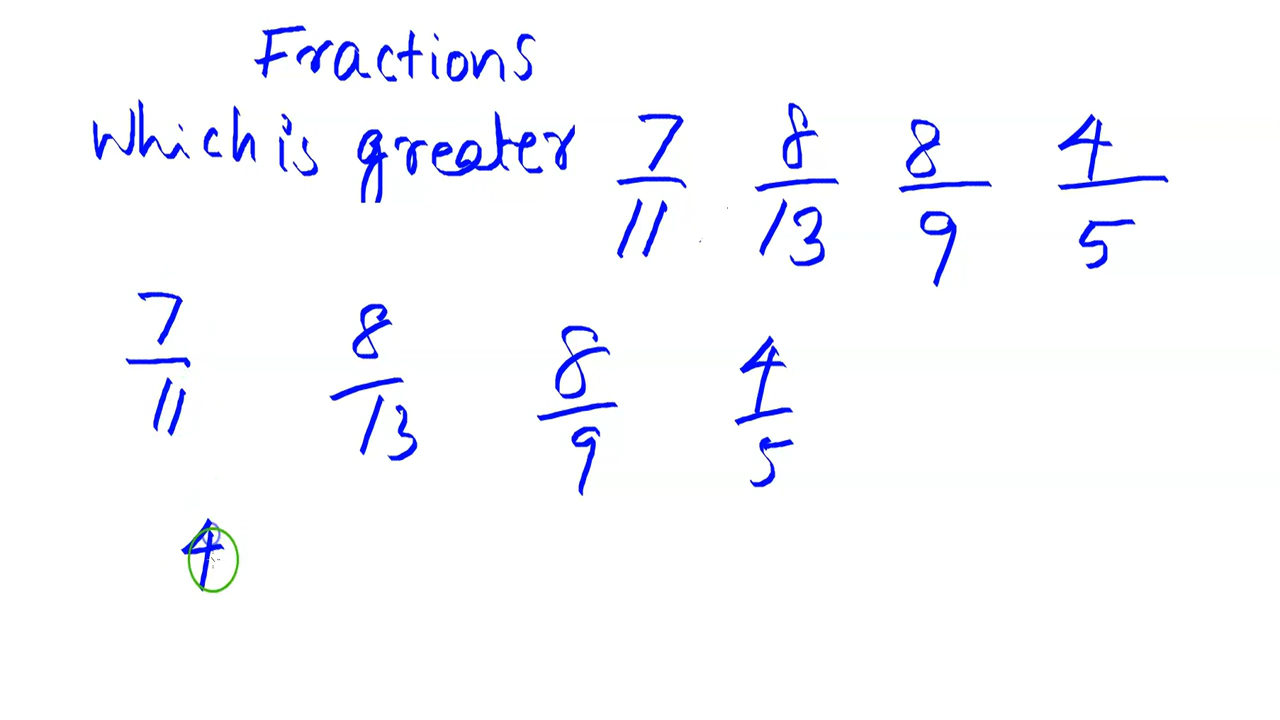 Fractions
Which is greater 7/11 8/13 8/9 4/5
7/11 8/13 8/9 4/5
4